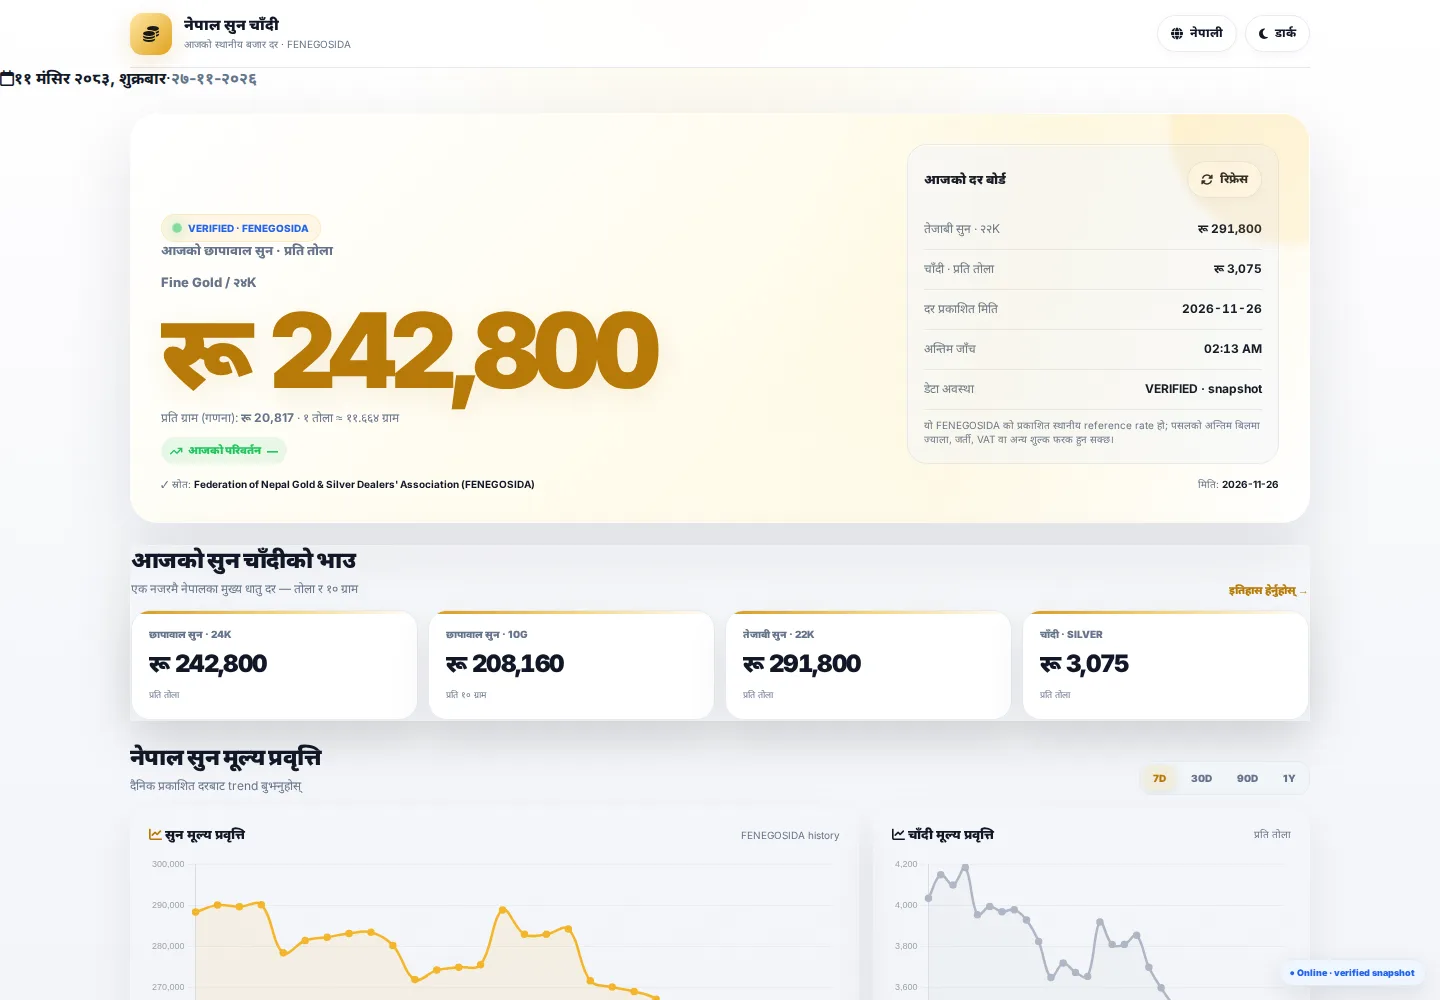 नेपाल सुन चाँदी
आजको स्थानीय बजार दर · FENEGOSIDA
नेपाली
डार्क
११ मंसिर २०८३, शुक्रबार · २७-११-२०२६
VERIFIED · FENEGOSIDA
आजको छापावाल सुन · प्रति तोला
Fine Gold / २४K
रू 242,800
प्रति ग्राम (गणना): रू 20,817 · १ तोला ≈ ११.६६४ ग्राम
आजको परिवर्तन —
✓ स्रोत: Federation of Nepal Gold & Silver Dealers' Association (FENEGOSIDA)
आजको दर बोर्ड
रिफ्रेस
तेजाबी सुन · २२K रू 291,800
चाँदी · प्रति तोला रू 3,075
दर प्रकाशित मिति 2026-11-26
अन्तिम जाँच 02:13 AM
डेटा अवस्था VERIFIED · snapshot
यो FENEGOSIDA को प्रकाशित स्थानीय reference rate हो; पसलको अन्तिम बिलमा
ज्याला, जर्ती, VAT वा अन्य शुल्क फरक हुन सक्छ।
मिति: 2026-11-26
आजको सुन चाँदीको भाउ
एक नजरमै नेपालका मुख्य धातु दर — तोला र १० ग्राम
इतिहास हेर्नुहोस् →
छापावाल सुन · 24K
रू 242,800
प्रति तोला
छापावाल सुन · 10G
रू 208,160
प्रति १० ग्राम
तेजाबी सुन · 22K
रू 291,800
प्रति तोला
चाँदी · SILVER
रू 3,075
प्रति तोला
नेपाल सुन मूल्य प्रवृत्ति
दैनिक प्रकाशित दरबाट trend बुझ्नुहोस्
7D 30D 90D 1Y
सुन मूल्य प्रवृत्ति
FENEGOSIDA history
300,000
290,000
280,000
270,000
चाँदी मूल्य प्रवृत्ति
प्रति तोला
4,200
4,000
3,800
3,600
• Online · verified snapshot